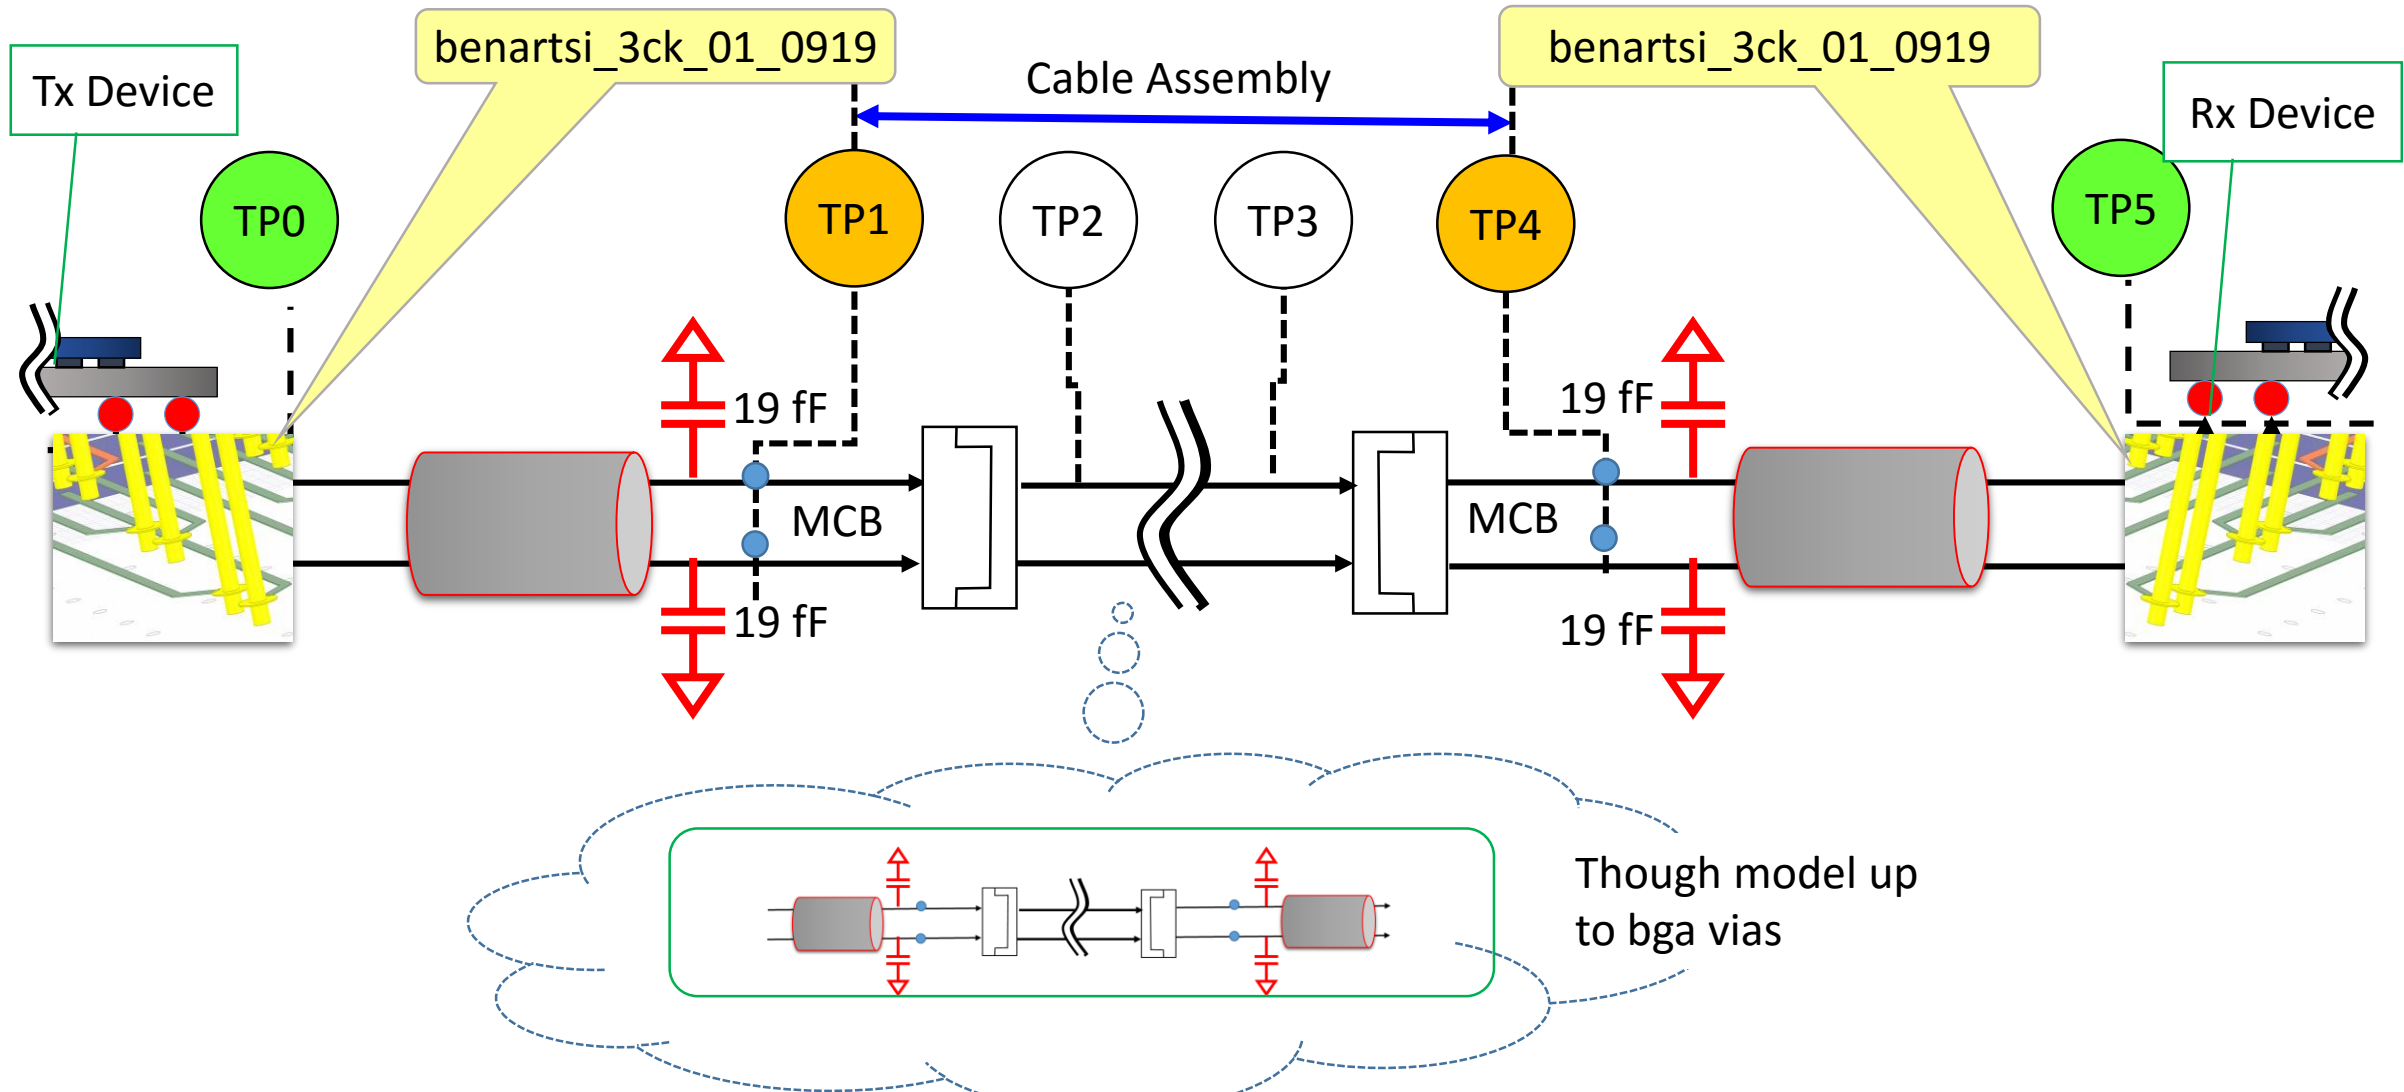 benartsi_3ck_01_0919
benartsi_3ck_01_0919
Tx Device
Cable Assembly
Rx Device
TP0
TP1
TP2
TP3
TP4
TP5
19 fF
19 fF
MCB
MCB
19 fF
19 fF
Though model up
to bga vias